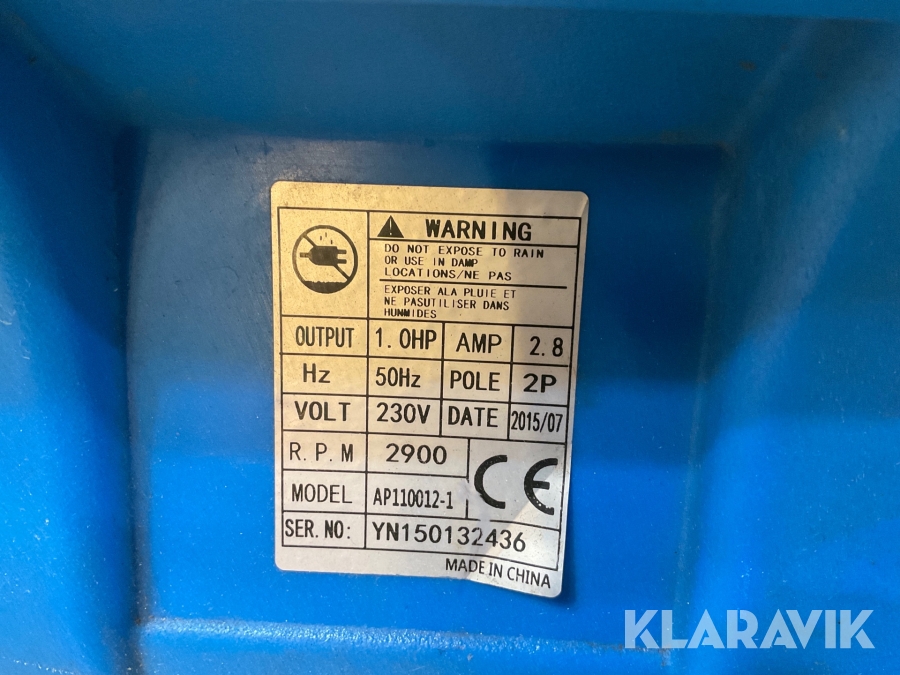 WARNING
DO NOT EXPOSE TO RAIN
OR USE IN DAMP
LOCATIONS/NE PAS
EXPOSER ALA PLUIE ET
NE PASUTILISER DANS
HUNMIDES
OUTPUT 1.0HP AMP 2.8
Hz 50Hz POLE 2P
VOLT 230V DATE 2015/07
R.P.M 2900
MODEL AP110012-1
CE
SER.NO: YN150132436
MADE IN CHINA
KLARAVIK